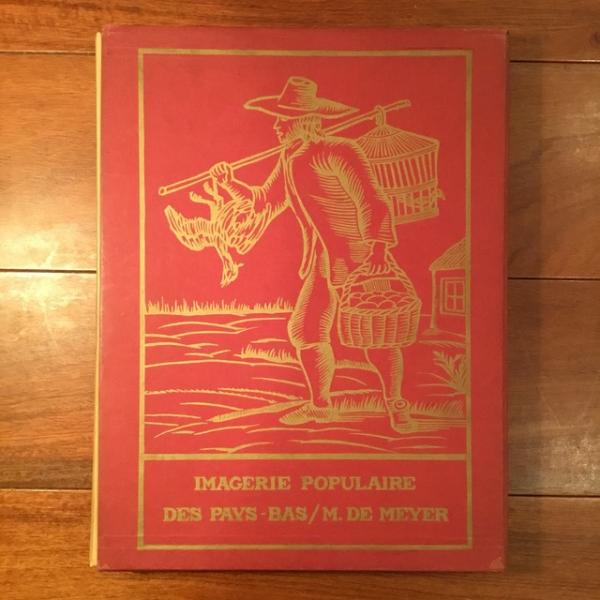 IMAGERIE POPULAIRE
DES PAYS-BAS/M. DE MEYER